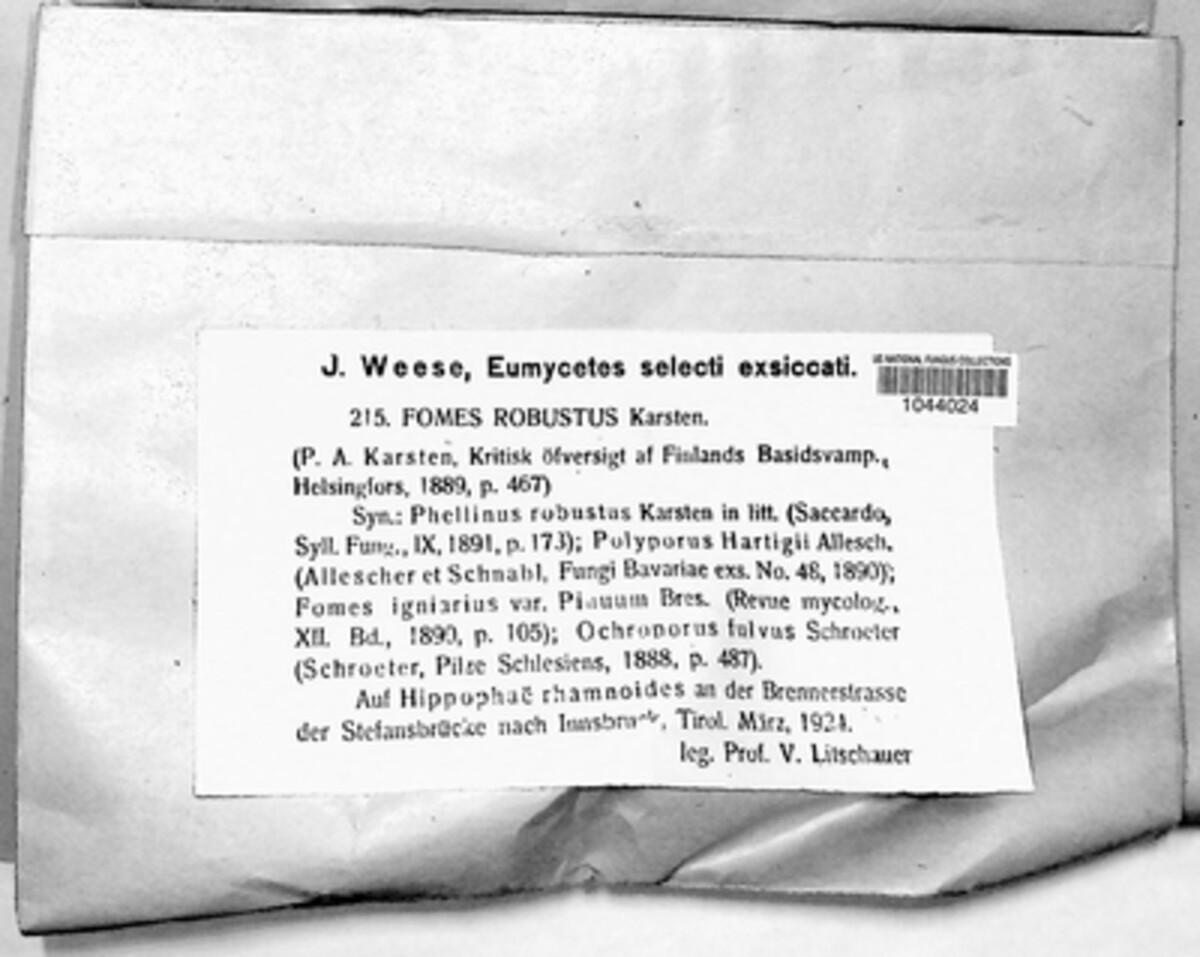 J. Weese, Eumycetes selecti exsiccati.
US NATIONAL FUNGUS COLLECTIONS
1044024
215. FOMES ROBUSTUS Karsten.
(P. A. Karsten, Kritisk öfversigt af Finlands Basidsvamp.,
Helsingfors, 1889, p. 467)
Syn.: Phellinus robustus Karsten in litt. (Saccardo,
Syll. Fung., IX, 1891, p. 173); Polyporus Hartigii Allesch.
(Allescher et Schnabl, Fungi Bavariae exs. No. 48, 1890);
Fomes igniarius var. Pinuum Bres. (Revue mycolog.,
XII. Bd., 1890, p. 105); Ochroporus fulvus Schroeter
(Schroeter, Pilze Schlesiens, 1888, p. 487).
Auf Hippophaë rhamnoides an der Brennerstrasse
der Stefansbrücke nach Innsbruck, Tirol. März,
leg. Prof. V. Litschauer